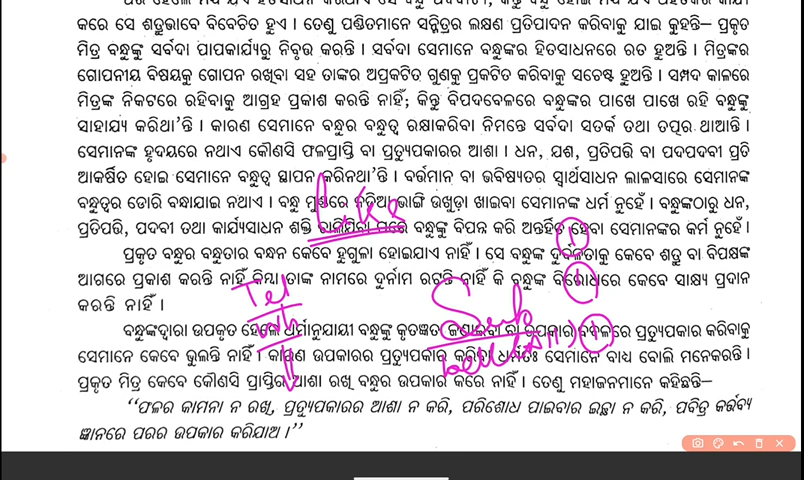 କରେ ସେ ଶତ୍ରୁଭାବେ ବିବେଚିତ ହୁଏ । ତେଣୁ ପଣ୍ଡିତମାନେ ସନ୍ମିତ୍ରର ଲକ୍ଷଣ ପ୍ରତିପାଦନ କରିବାକୁ ଯାଇ କୁହନ୍ତି– ପ୍ରକୃତ
ମିତ୍ର ବନ୍ଧୁଙ୍କୁ ସର୍ବଦା ପାପକାର୍ଯ୍ୟରୁ ନିବୃତ୍ତ କରନ୍ତି । ସର୍ବଦା ସେମାନେ ବନ୍ଧୁଙ୍କର ହିତସାଧନରେ ରତ ହୁଅନ୍ତି । ମିତ୍ରଙ୍କର
ଗୋପନୀୟ ବିଷୟକୁ ଗୋପନ ରଖିବା ସହ ତାଙ୍କର ଅପ୍ରକଟିତ ଗୁଣକୁ ପ୍ରକଟିତ କରିବାକୁ ସଚେଷ୍ଟ ହୁଅନ୍ତି । ସମ୍ପଦ କାଳରେ
ମିତ୍ରଙ୍କ ନିକଟରେ ରହିବାକୁ ଆଗ୍ରହ ପ୍ରକାଶ କରନ୍ତି ନାହିଁ; କିନ୍ତୁ ବିପଦବେଳରେ ବନ୍ଧୁଙ୍କର ପାଖେ ପାଖେ ରହି ବନ୍ଧୁଙ୍କୁ
ସାହାଯ୍ୟ କରିଥା'ନ୍ତି । କାରଣ ସେମାନେ ବନ୍ଧୁର ବନ୍ଧୁତ୍ୱ ରକ୍ଷାକରିବା ନିମନ୍ତେ ସର୍ବଦା ସତର୍କ ତଥା ତତ୍ପର ଥାଆନ୍ତି ।
ସେମାନଙ୍କ ହୃଦୟରେ ନଥାଏ କୌଣସି ଫଳପ୍ରାପ୍ତି ବା ପ୍ରତ୍ୟୁପକାରର ଆଶା । ଧନ, ଯଶ, ପ୍ରତିପତ୍ତି ବା ପଦପଦବୀ ପ୍ରତି
ଆକର୍ଷିତ ହୋଇ ସେମାନେ ବନ୍ଧୁତ୍ୱ ସ୍ଥାପନ କରିନଥା'ନ୍ତି । ବର୍ତ୍ତମାନ ବା ଭବିଷ୍ୟତର ସ୍ୱାର୍ଥସାଧନ ଲାଳସାରେ ସେମାନଙ୍କ
ବନ୍ଧୁତ୍ୱର ଡୋରି ବନ୍ଧାଯାଇ ନଥାଏ । ବନ୍ଧୁ ମୁଣ୍ଡରେ ନଡ଼ିଆ ଭାଙ୍ଗି ଉଖୁଡ଼ା ଖାଇବା ସେମାନଙ୍କ ଧର୍ମ ନୁହେଁ । ବନ୍ଧୁଙ୍କଠାରୁ ଧନ,
ପ୍ରତିପତ୍ତି, ପଦବୀ ତଥା କାର୍ଯ୍ୟସାଧନ ଶକ୍ତି ଚାଲିଯିବା ପରେ ବନ୍ଧୁଙ୍କୁ ବିପନ୍ନ କରି ଅନ୍ତର୍ହିତ ହେବା ସେମାନଙ୍କର କର୍ମ ନୁହେଁ ।
ପ୍ରକୃତ ବନ୍ଧୁର ବନ୍ଧୁତାର ବନ୍ଧନ କେବେ ହୁଗୁଳା ହୋଇଯାଏ ନାହିଁ । ସେ ବନ୍ଧୁଙ୍କ ଦୁର୍ବଳତାକୁ କେବେ ଶତ୍ରୁ ବା ବିପକ୍ଷଙ୍କ
ଆଗରେ ପ୍ରକାଶ କରନ୍ତି ନାହିଁ କିମ୍ବା ତାଙ୍କ ନାମରେ ଦୁର୍ନାମ ରଚନ୍ତି ନାହିଁ କି ବନ୍ଧୁଙ୍କ ବିରୋଧରେ କେବେ ସାକ୍ଷ୍ୟ ପ୍ରଦାନ
କରନ୍ତି ନାହିଁ ।
ବନ୍ଧୁଙ୍କଦ୍ୱାରା ଉପକୃତ ହେଲେ ଧର୍ମାନୁଯାୟୀ ବନ୍ଧୁଙ୍କୁ କୃତଜ୍ଞତା ଜଣାଇବା ବା ଉପକାର ବଦଳରେ ପ୍ରତ୍ୟୁପକାର କରିବାକୁ
ସେମାନେ କେବେ ଭୁଲନ୍ତି ନାହିଁ । କାରଣ ଉପକାରର ପ୍ରତ୍ୟୁପକାର କରିବା ଧର୍ମତଃ ସେମାନେ ବାଧ୍ୟ ବୋଲି ମନେକରନ୍ତି ।
ପ୍ରକୃତ ମିତ୍ର କେବେ କୌଣସି ପ୍ରାପ୍ତିର ଆଶା ରଖି ବନ୍ଧୁର ଉପକାର କରେ ନାହିଁ । ତେଣୁ ମହାଜନମାନେ କହିଛନ୍ତି–
‘‘ଫଳର କାମନା ନ ରଖି, ପ୍ରତ୍ୟୁପକାରର ଆଶା ନ କରି, ପରିଶୋଧ ପାଇବାର ଇଚ୍ଛା ନ କରି, ପବିତ୍ର କର୍ତ୍ତବ୍ୟ
ଜ୍ଞାନରେ ପରର ଉପକାର କରିଯାଅ ।’’